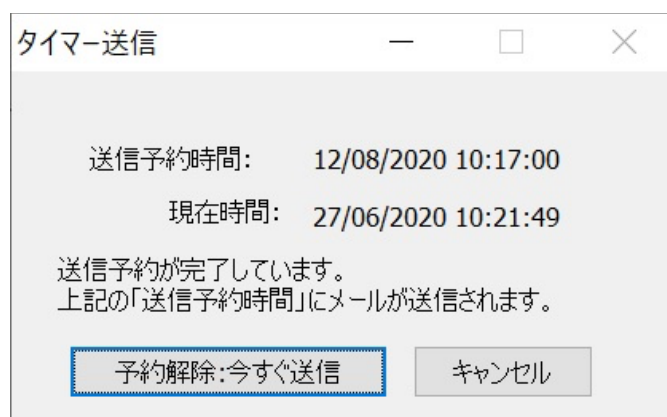 タイマー送信
送信予約時間: 12/08/2020 10:17:00
現在時間: 27/06/2020 10:21:49
送信予約が完了しています。
上記の「送信予約時間」にメールが送信されます。
予約解除:今すぐ送信 キャンセル